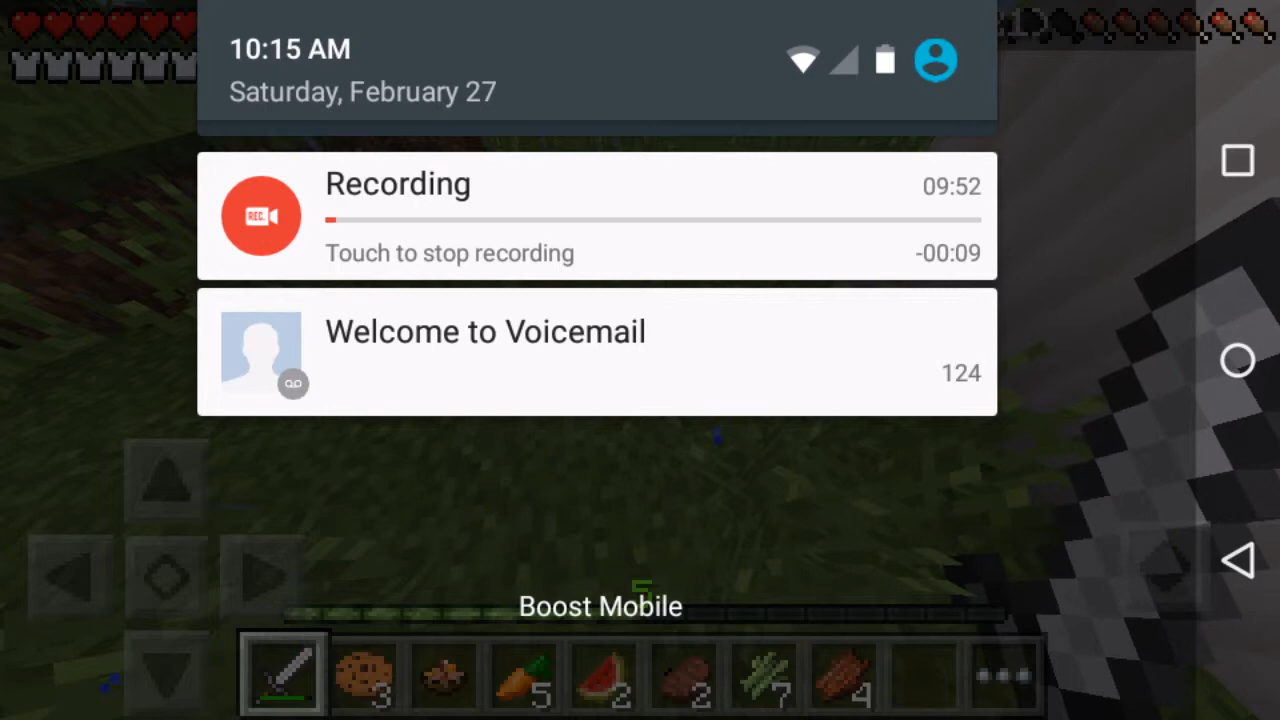 10:15 AM
Saturday, February 27
REC.
Recording
09:52
Touch to stop recording
-00:09
Welcome to Voicemail
124
5
Boost Mobile
3
5
2
2
7
4